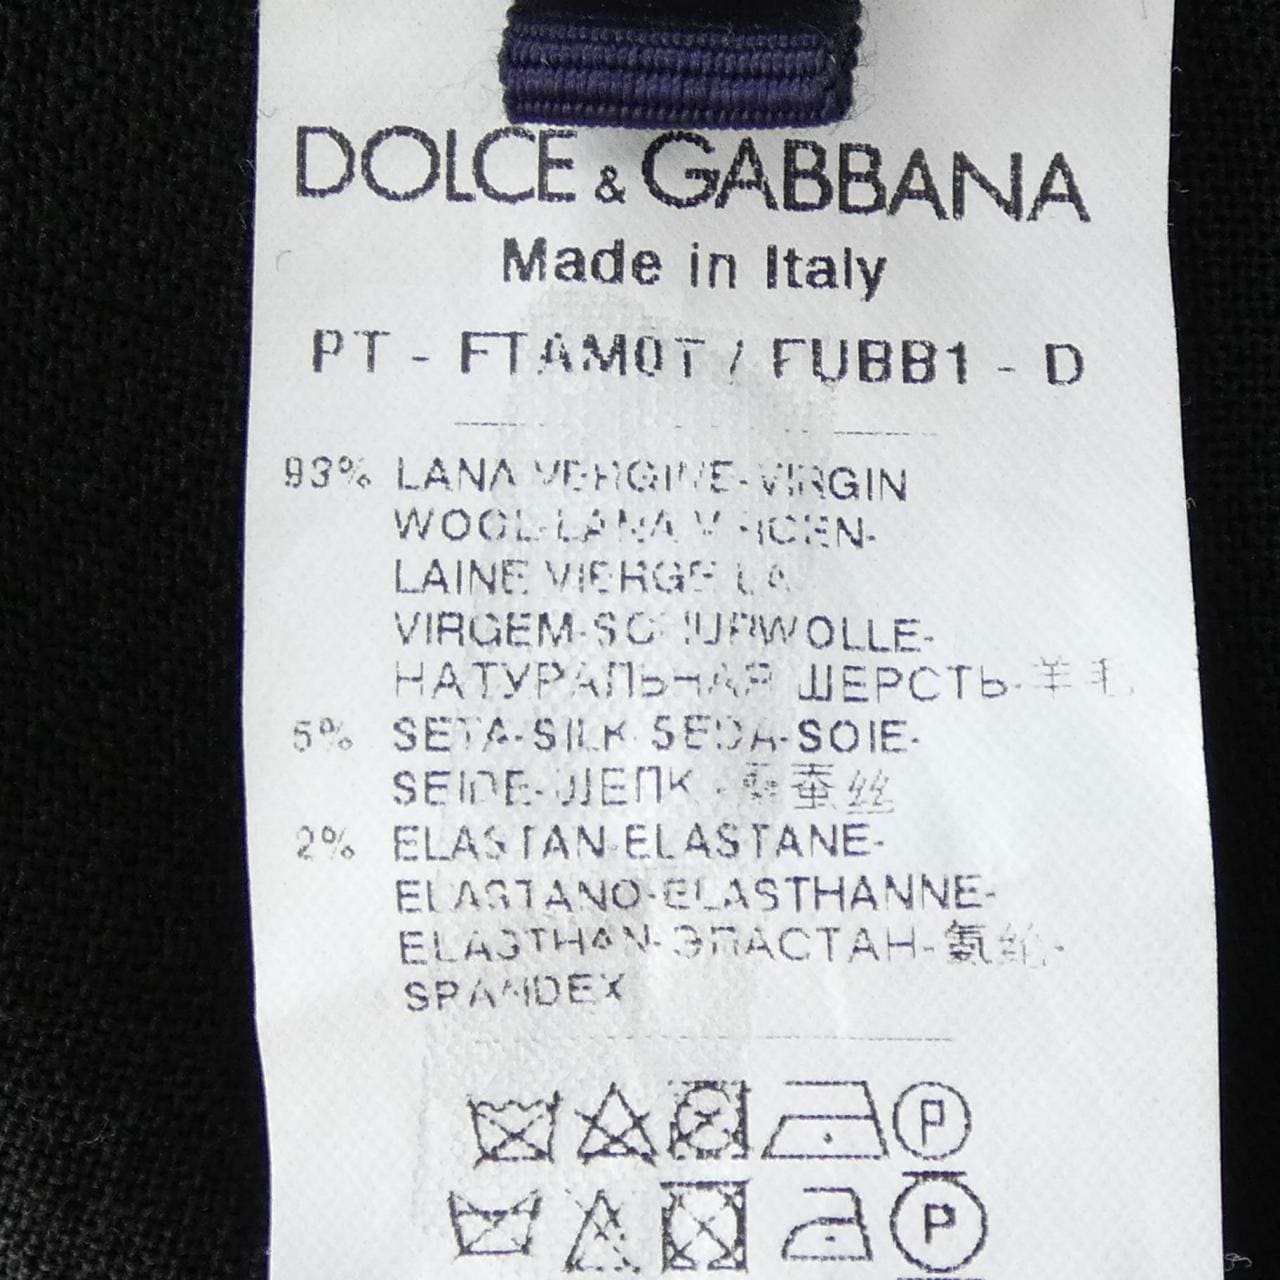 DOLCE & GABBANA
Made in Italy
PT - FTAM0T / FUBB1 - D
93% LANA VERGINE-VIRGIN
WOOL-LANA
LAINE VIERGE-LA
VIRGEM-SCHURWOLLE-
НАТУРАЛЬНАЯ ШЕРСТЬ-羊毛
5% SETA-SILK-SEDA-SOIE-
SEIDE-ШЕЛК-桑蚕丝
2% ELASTAN-ELASTANE-
ELASTANO-ELASTHANNE-
ELASTHAN-ЭЛАСТАН-氨纶-
SPANDEX
P
P